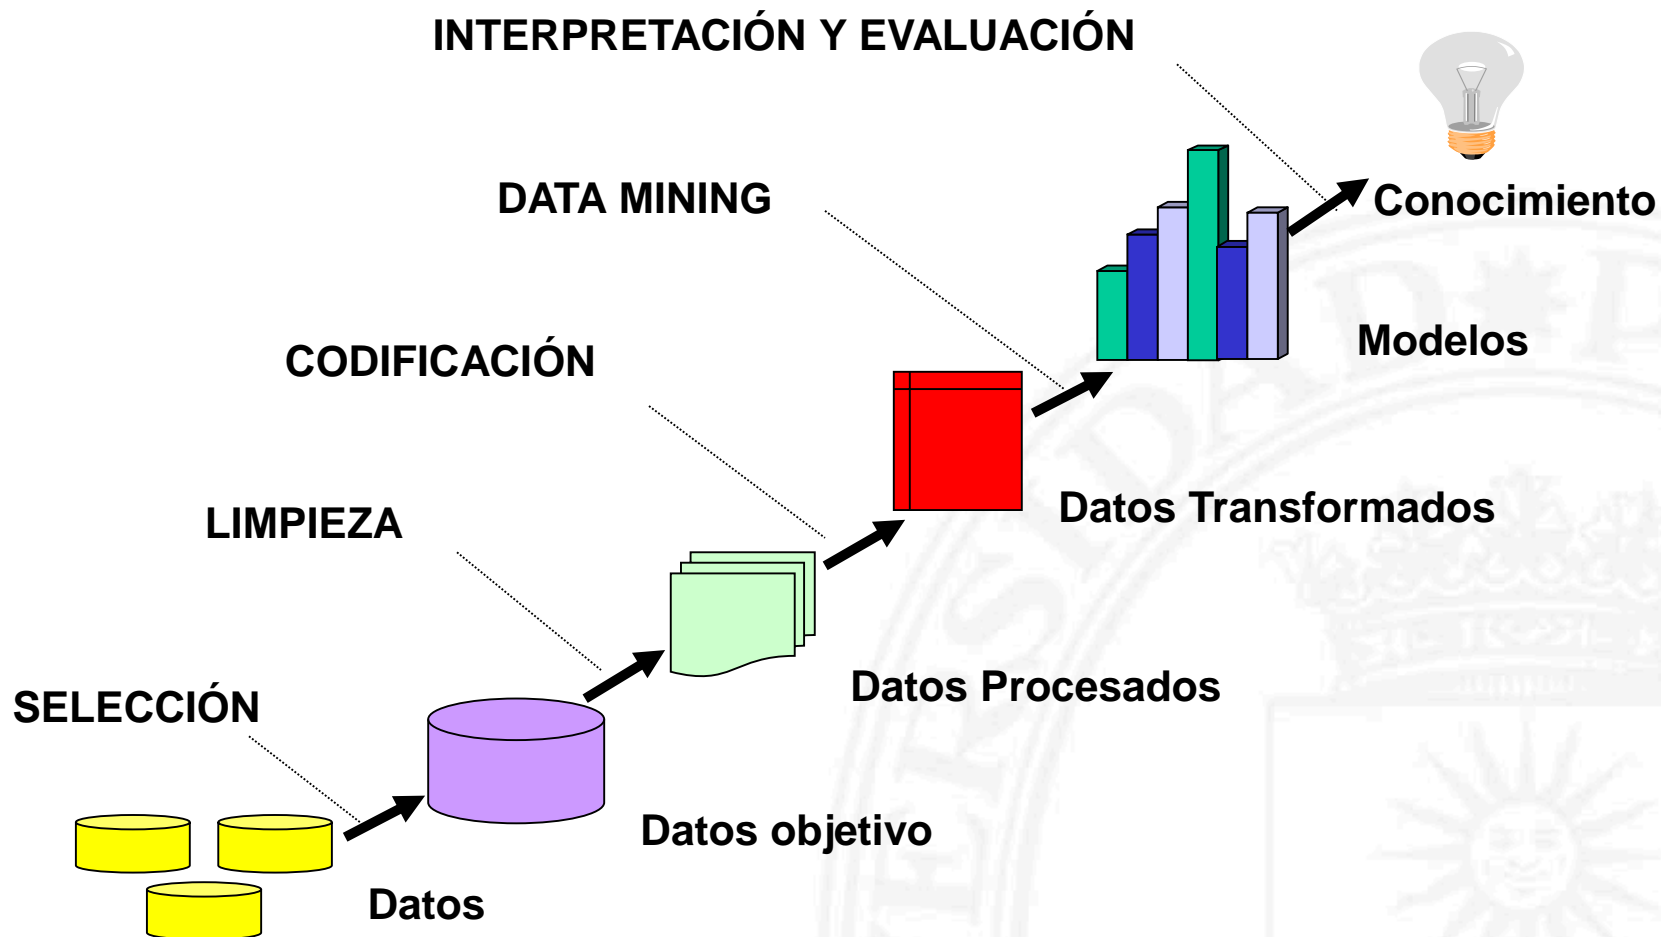 INTERPRETACIÓN Y EVALUACIÓN
DATA MINING
Conocimiento
Modelos
CODIFICACIÓN
Datos Transformados
LIMPIEZA
Datos Procesados
SELECCIÓN
Datos objetivo
Datos